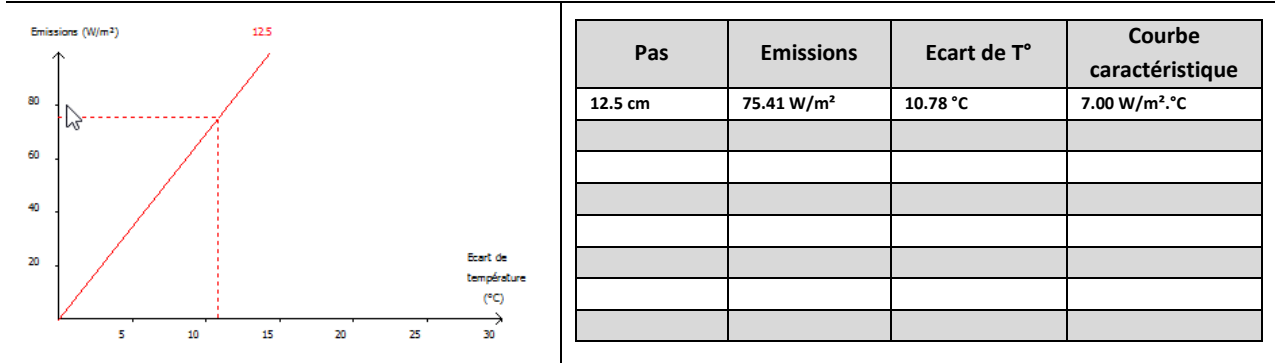 Emissions (W/m²)
12.5
80
60
40
20
Ecart de
température
(°C)
5 10 15 20 25 30
Pas Emissions Ecart de T° Courbe
caractéristique
12.5 cm 75.41 W/m² 10.78 °C 7.00 W/m².°C